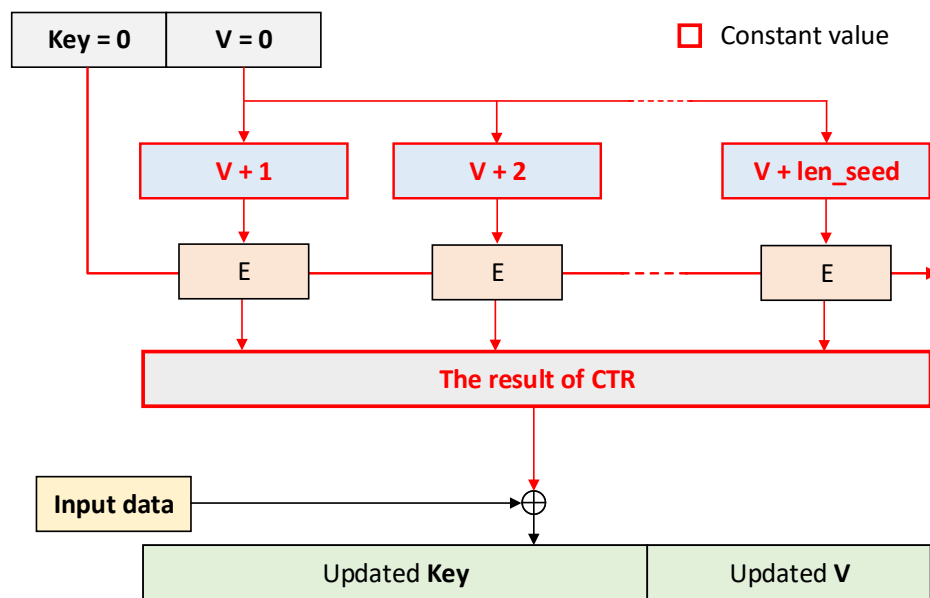 Key = 0 V = 0
Constant value
V + 1 V + 2 V + len_seed
E E E
The result of CTR
Input data
Updated Key Updated V